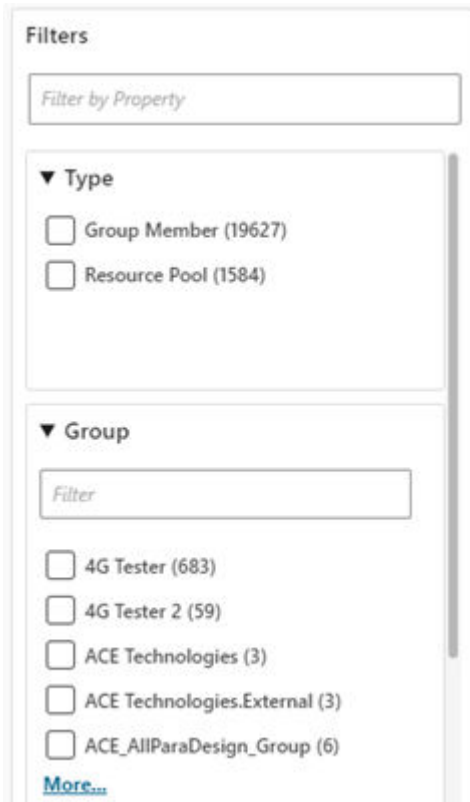 Filters
Filter by Property
Type
Group Member (19627)
Resource Pool (1584)
Group
Filter
4G Tester (683)
4G Tester 2 (59)
ACE Technologies (3)
ACE Technologies.External (3)
ACE_AllParaDesign_Group (6)
More...